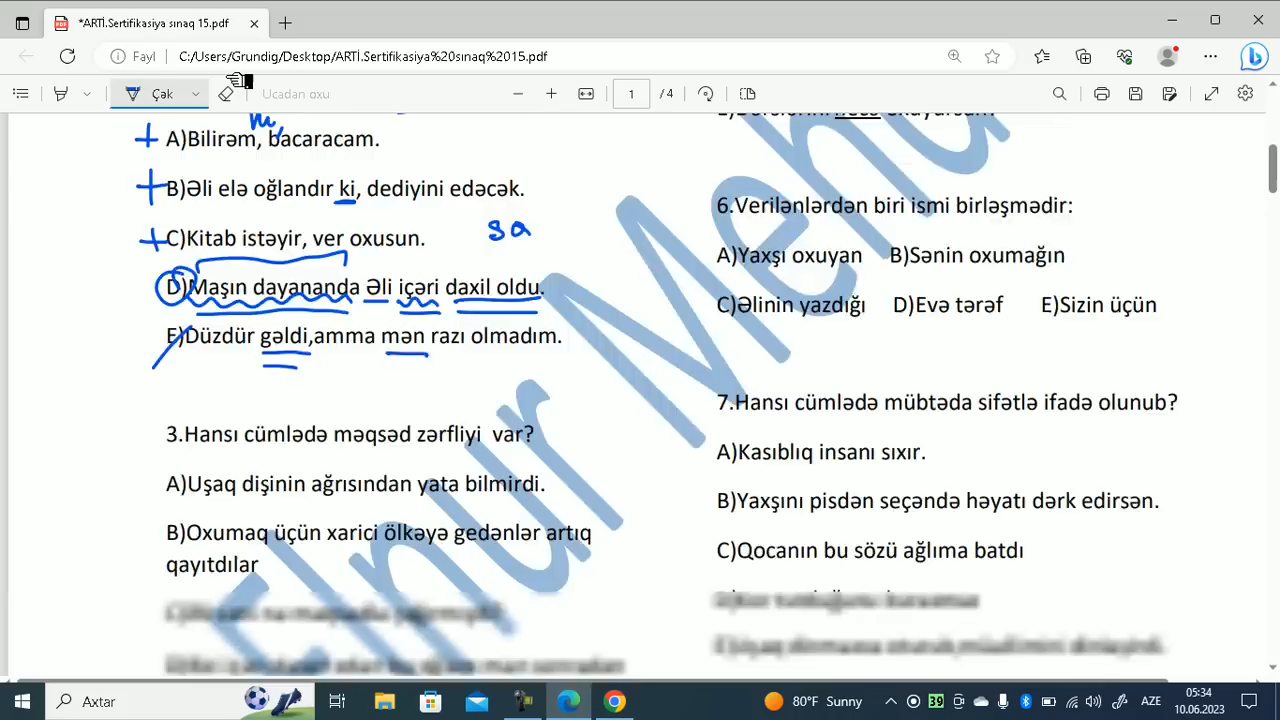 *ARTİ.Sertifikasiya sınaq 15.pdf
Fayl
C:/Users/Grundig/Desktop/ARTİ.Sertifikasiya%20sınaq%2015.pdf
Çək
Ucadan oxu
1 / 4
ki,
A)Bilirəm, bacaracam.
B)Əli elə oğlandır ki, dediyini edəcək.
C)Kitab istəyir, ver oxusun.
sa
D)Maşın dayananda Əli içəri daxil oldu.
E)Düzdür gəldi,amma mən razı olmadım.
3.Hansı cümlədə məqsəd zərfliyi var?
A)Uşaq dişinin ağrısından yata bilmirdi.
B)Oxumaq üçün xarici ölkəyə gedənlər artıq
qayıtdılar
6.Verilənlərdən biri ismi birləşmədir:
A)Yaxşı oxuyan B)Sənin oxumağın
C)Əlinin yazdığı D)Evə tərəf E)Sizin üçün
7.Hansı cümlədə mübtəda sifətlə ifadə olunub?
A)Kasıblıq insanı sıxır.
B)Yaxşını pisdən seçəndə həyatı dərk edirsən.
C)Qocanın bu sözü ağlıma batdı
Elnur Mehd
Axtar
80°F Sunny
39
AZE
05:34
10.06.2023